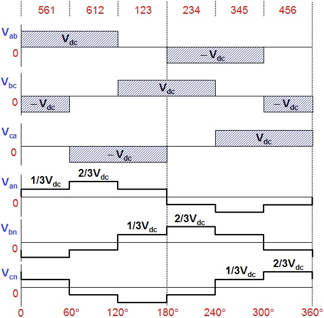 561 612 123 234 345 456
Vab
Vdc
0
− Vdc
Vbc
Vdc
0
− Vdc
− Vdc
Vca
Vdc
0
− Vdc
Van
1/3Vdc 2/3Vdc
0
Vbn
1/3Vdc 2/3Vdc
0
Vcn
1/3Vdc 2/3Vdc
0
0 60° 120° 180° 240° 300° 360°